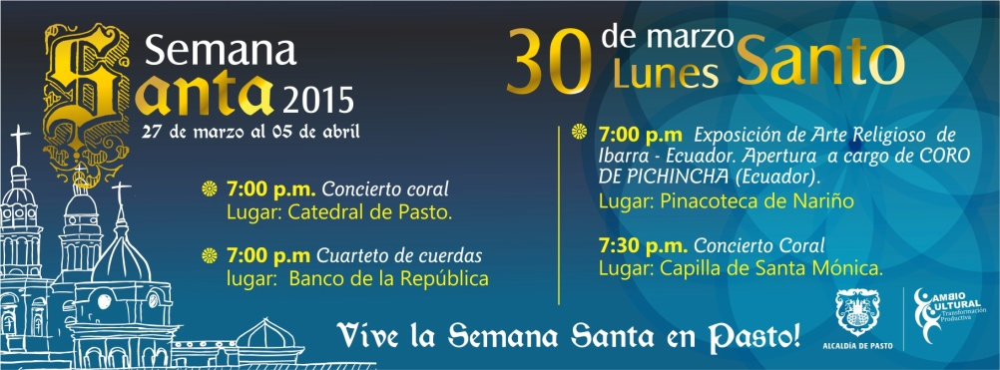 Semana
Santa 2015
27 de marzo al 05 de abril
30 de marzo
Lunes Santo
7:00 p.m. Concierto coral
Lugar: Catedral de Pasto.
7:00 p.m Cuarteto de cuerdas
lugar: Banco de la República
7:00 p.m Exposición de Arte Religioso de
Ibarra - Ecuador. Apertura a cargo de CORO
DE PICHINCHA (Ecuador).
Lugar: Pinacoteca de Nariño
7:30 p.m. Concierto Coral
Lugar: Capilla de Santa Mónica.
Vive la Semana Santa en Pasto!
ALCALDÍA DE PASTO
CAMBIO
CULTURAL
Transformación
Productiva